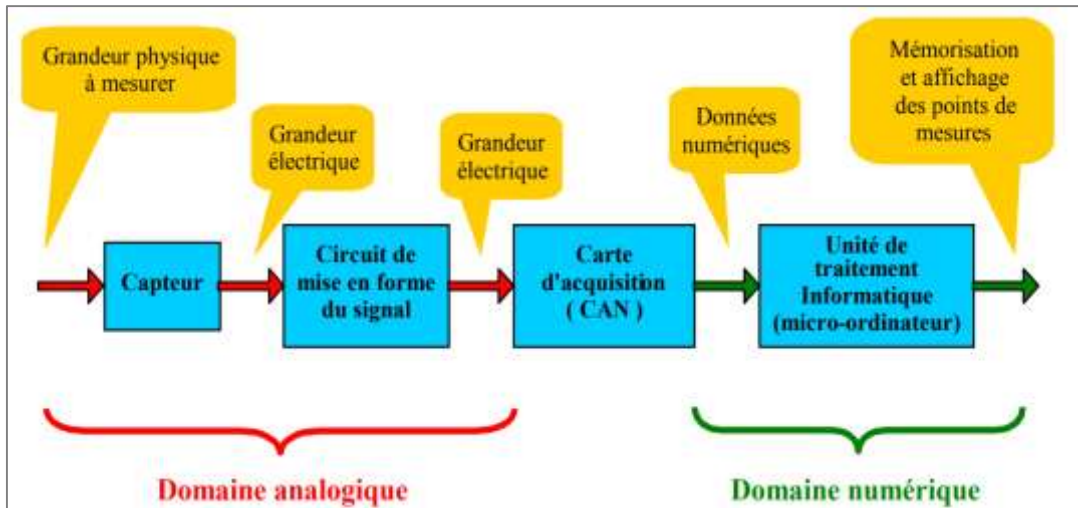 Grandeur physique
à mesurer
Grandeur
électrique
Grandeur
électrique
Données
numériques
Mémorisation
et affichage
des points de
mesures
Capteur
Circuit de
mise en forme
du signal
Carte
d'acquisition
( CAN )
Unité de
traitement
Informatique
(micro-ordinateur)
Domaine analogique
Domaine numérique